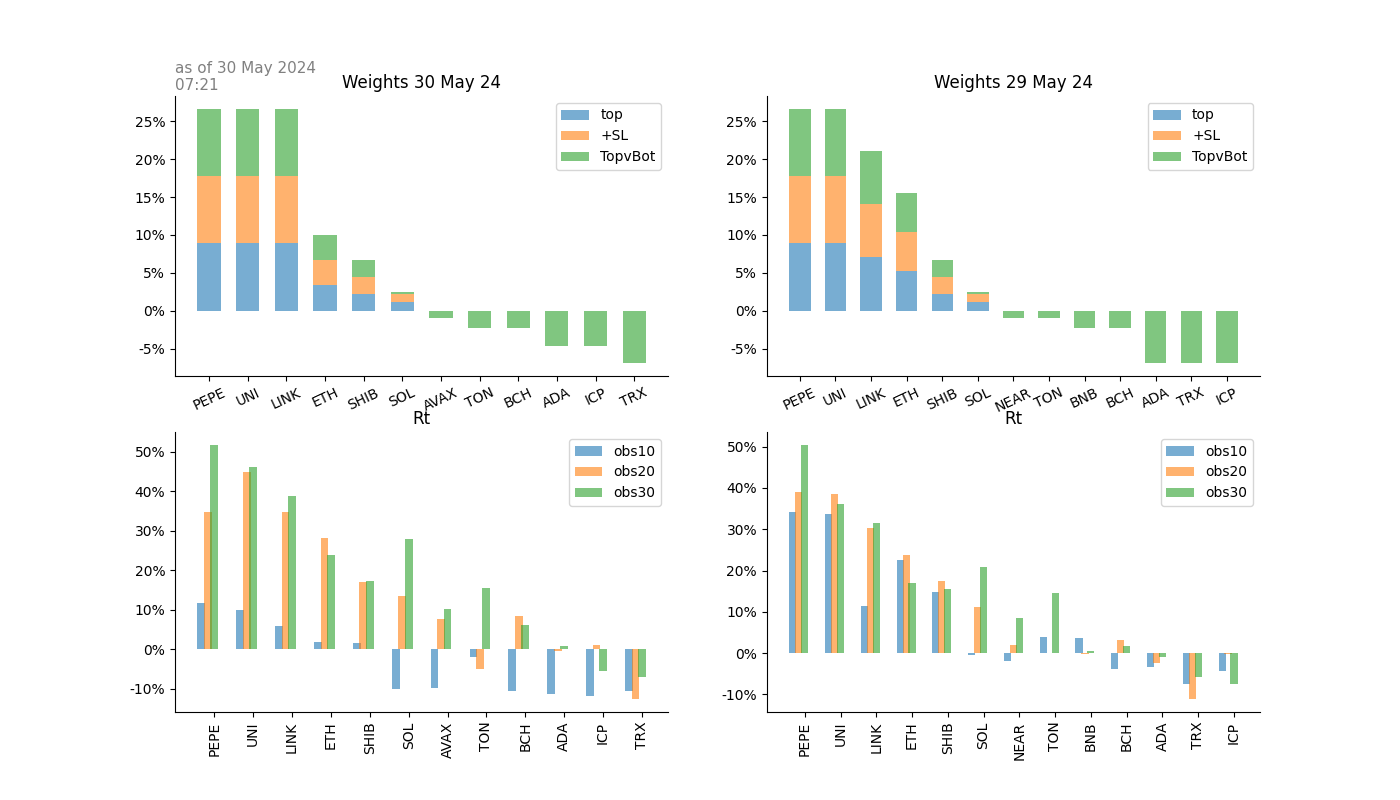 as of 30 May 2024
07:21
Weights 30 May 24
25%
20%
15%
10%
5%
0%
-5%
top
+SL
TopvBot
PEPE UNI LINK ETH SHIB SOL AVAX TON BCH ADA ICP TRX
Weights 29 May 24
25%
20%
15%
10%
5%
0%
-5%
top
+SL
TopvBot
PEPE UNI LINK ETH SHIB SOL NEAR TON BNB BCH ADA TRX ICP
Rt
50%
40%
30%
20%
10%
0%
-10%
obs10
obs20
obs30
PEPE UNI LINK ETH SHIB SOL AVAX TON BCH ADA ICP TRX
Rt
50%
40%
30%
20%
10%
0%
-10%
obs10
obs20
obs30
PEPE UNI LINK ETH SHIB SOL NEAR TON BNB BCH ADA TRX ICP